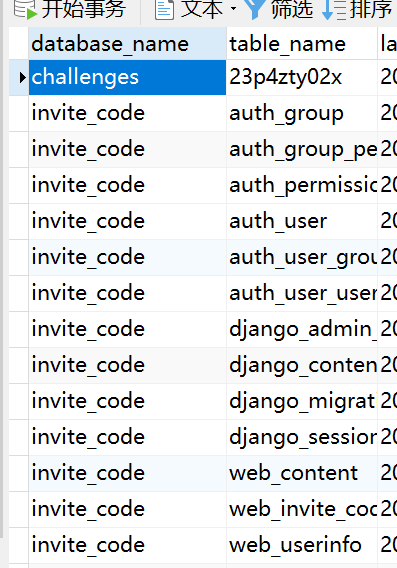 开始事务 文本 筛选 排序
database_name table_name la
challenges 23p4zty02x 20
invite_code auth_group 20
invite_code auth_group_pe 20
invite_code auth_permissic 20
invite_code auth_user 20
invite_code auth_user_grou 20
invite_code auth_user_user 20
invite_code django_admin_ 20
invite_code django_conten 20
invite_code django_migrat 20
invite_code django_session 20
invite_code web_content 20
invite_code web_invite_coc 20
invite_code web_userinfo 20